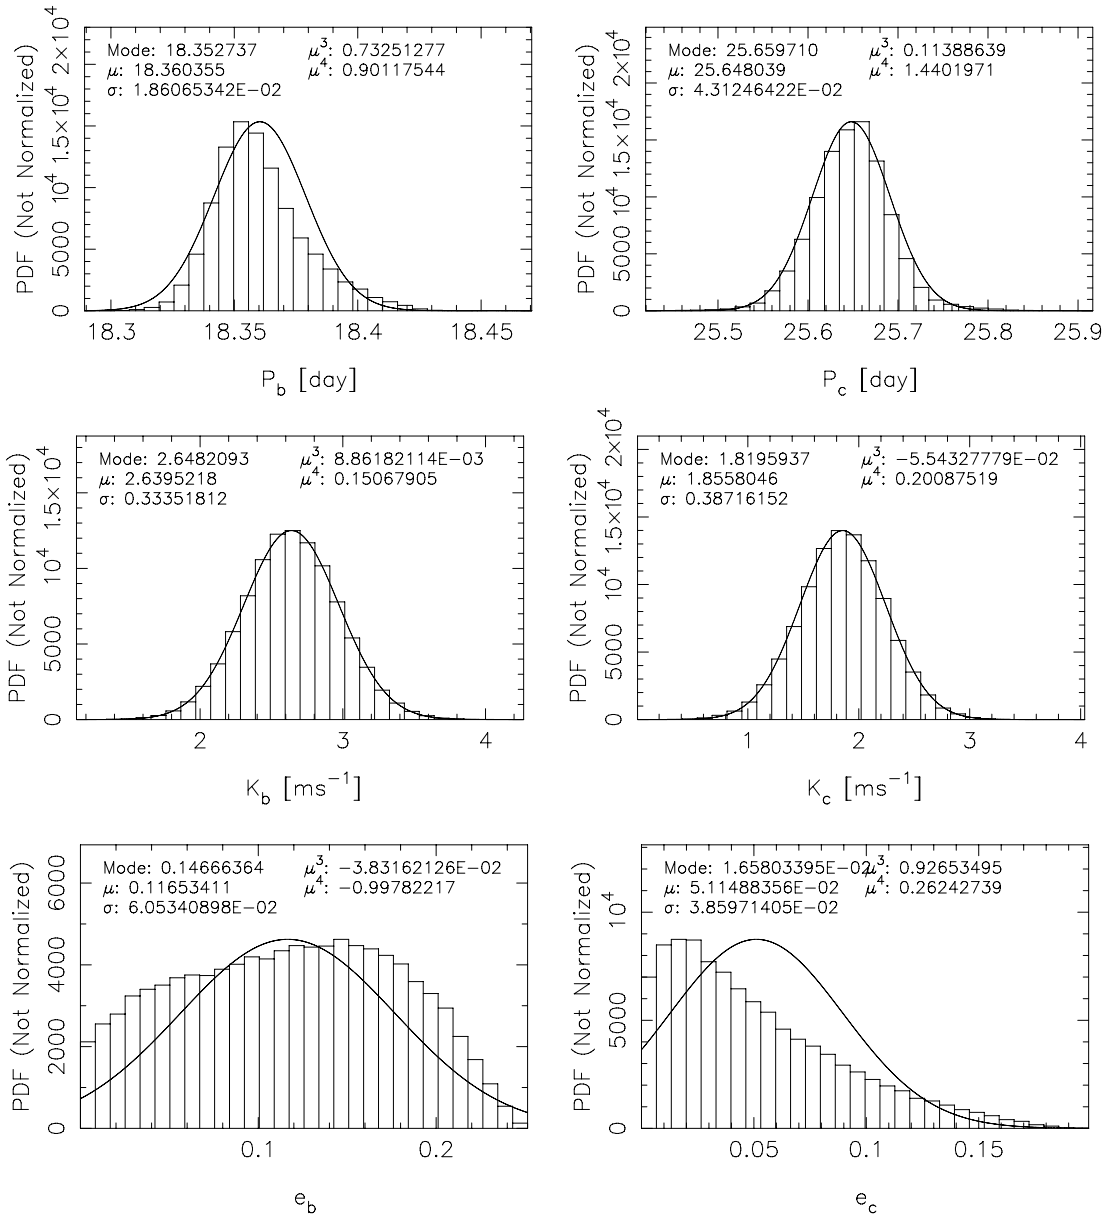 Mode: 18.352737 μ³: 0.73251277
μ: 18.360355 μ⁴: 0.90117544
σ: 1.86065342E−02
PDF (Not Normalized)
0 5000 10⁴ 1.5×10⁴ 2×10⁴
18.3 18.35 18.4 18.45
P_b [day]
Mode: 25.659710 μ³: 0.11388639
μ: 25.648039 μ⁴: 1.4401971
σ: 4.31246422E−02
PDF (Not Normalized)
0 5000 10⁴ 1.5×10⁴ 2×10⁴
25.5 25.6 25.7 25.8 25.9
P_c [day]
Mode: 2.6482093 μ³: 8.86182114E−03
μ: 2.6395218 μ⁴: 0.15067905
σ: 0.33351812
PDF (Not Normalized)
0 5000 10⁴ 1.5×10⁴
2 3 4
K_b [ms⁻¹]
Mode: 1.8195937 μ³: −5.54327779E−02
μ: 1.8558046 μ⁴: 0.20087519
σ: 0.38716152
PDF (Not Normalized)
0 5000 10⁴ 1.5×10⁴ 2×10⁴
1 2 3 4
K_c [ms⁻¹]
Mode: 0.14666364 μ³: −3.83162126E−02
μ: 0.11653411 μ⁴: −0.99782217
σ: 6.05340898E−02
PDF (Not Normalized)
0 2000 4000 6000
0.1 0.2
e_b
Mode: 1.65803395E−02 μ³: 0.92653495
μ: 5.11488356E−02 μ⁴: 0.26242739
σ: 3.85971405E−02
PDF (Not Normalized)
0 5000 10⁴
0.05 0.1 0.15
e_c